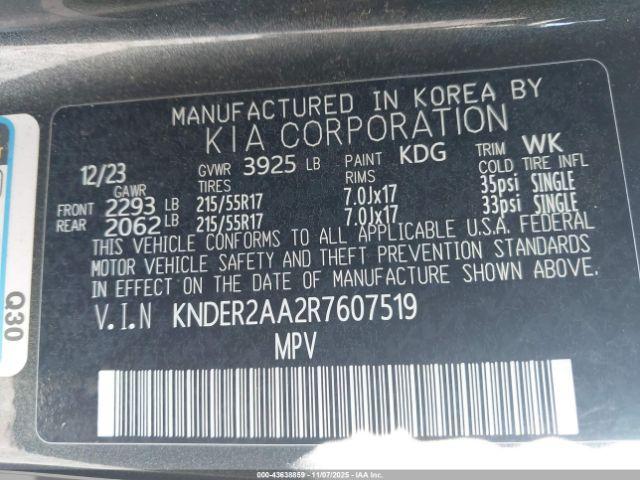 MANUFACTURED IN KOREA BY
KIA CORPORATION
12/23 GVWR 3925 LB PAINT KDG TRIM WK
GAWR TIRES RIMS COLD TIRE INFL
FRONT 2293 LB 215/55R17 7.0Jx17 35psi SINGLE
REAR 2062 LB 215/55R17 7.0Jx17 33psi SINGLE
THIS VEHICLE CONFORMS TO ALL APPLICABLE U.S.A. FEDERAL
MOTOR VEHICLE SAFETY AND THEFT PREVENTION STANDARDS
IN EFFECT ON THE DATE OF MANUFACTURE SHOWN ABOVE.
V.I.N KNDER2AA2R7607519
MPV
Q30
00-43638859 - 11/07/2025 - IAAI.COM